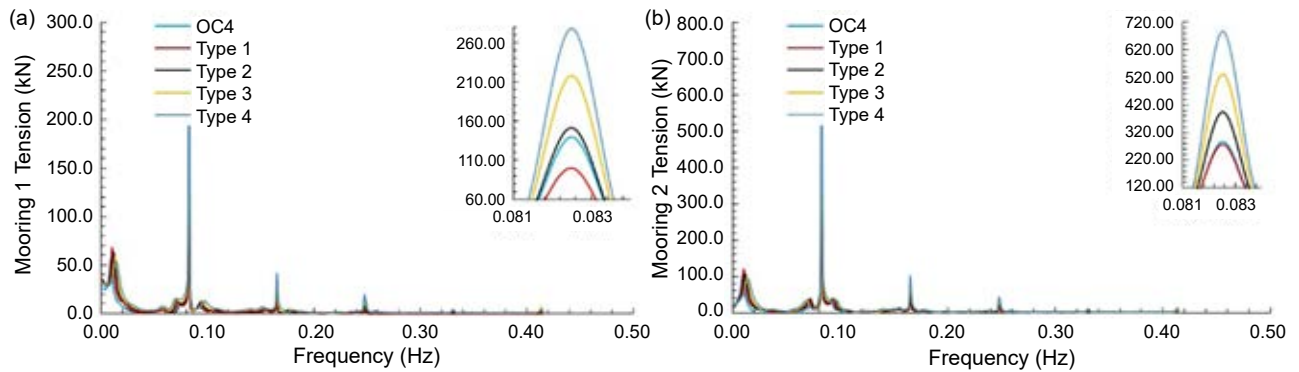 (a)
Mooring 1 Tension (kN)
300.0
250.0
200.0
150.0
100.0
50.0
0.0
OC4
Type 1
Type 2
Type 3
Type 4
260.00
210.00
160.00
110.00
60.00
0.081 0.083
0.00 0.10 0.20 0.30 0.40 0.50
Frequency (Hz)
(b)
Mooring 2 Tension (kN)
800.0
700.0
600.0
500.0
400.0
300.0
200.0
100.0
0.0
OC4
Type 1
Type 2
Type 3
Type 4
720.00
620.00
520.00
420.00
320.00
220.00
120.00
0.081 0.083
0.00 0.10 0.20 0.30 0.40 0.50
Frequency (Hz)